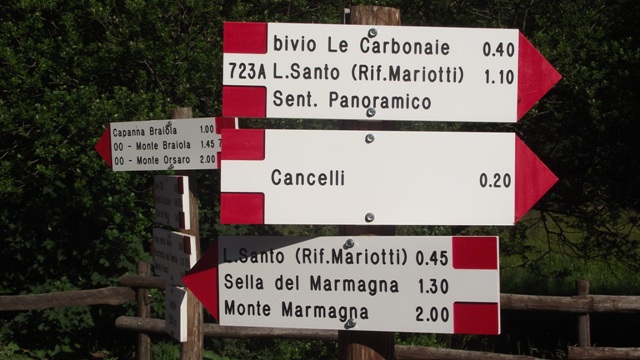 bivio Le Carbonaie 0.40
723A L.Santo (Rif.Mariotti) 1.10
Sent. Panoramico
Capanna Braiola 1.00
00 - Monte Braiola 1.45
00 - Monte Orsaro 2.00
Cancelli 0.20
L.Santo (Rif.Mariotti) 0.45
Sella del Marmagna 1.30
Monte Marmagna 2.00